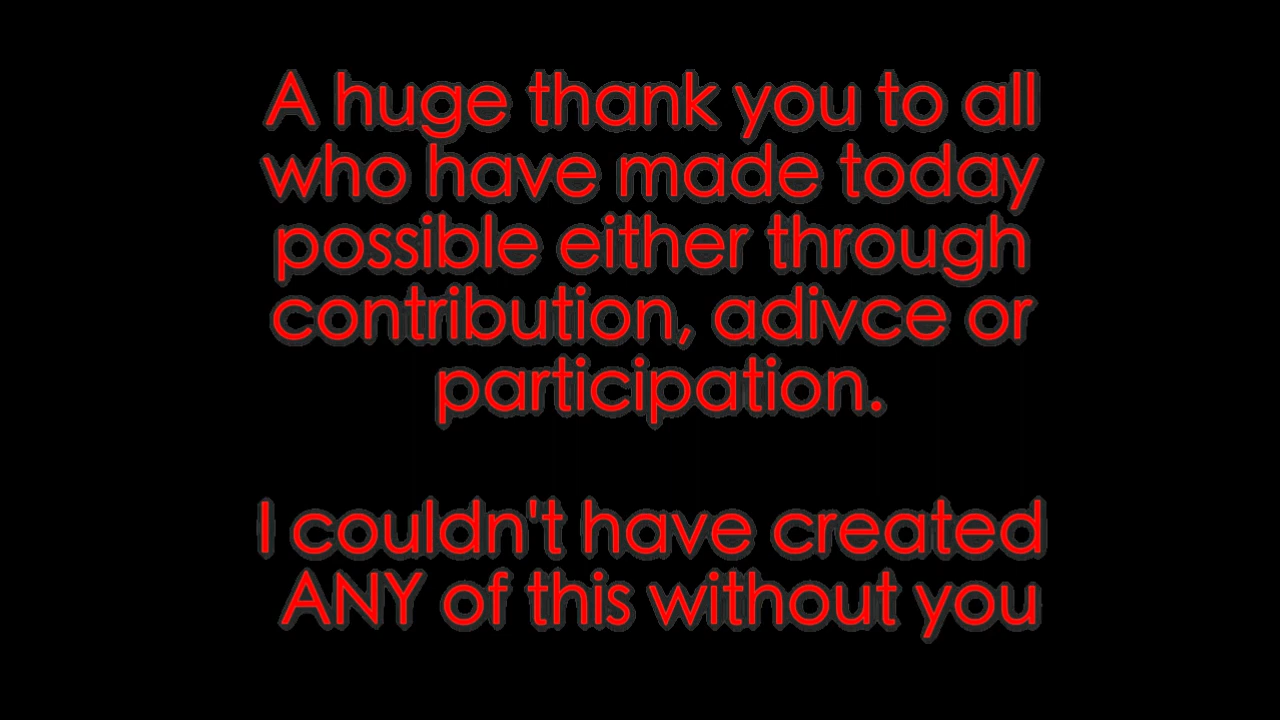 A huge thank you to all
who have made today
possible either through
contribution, adivce or
participation.
I couldn't have created
ANY of this without you